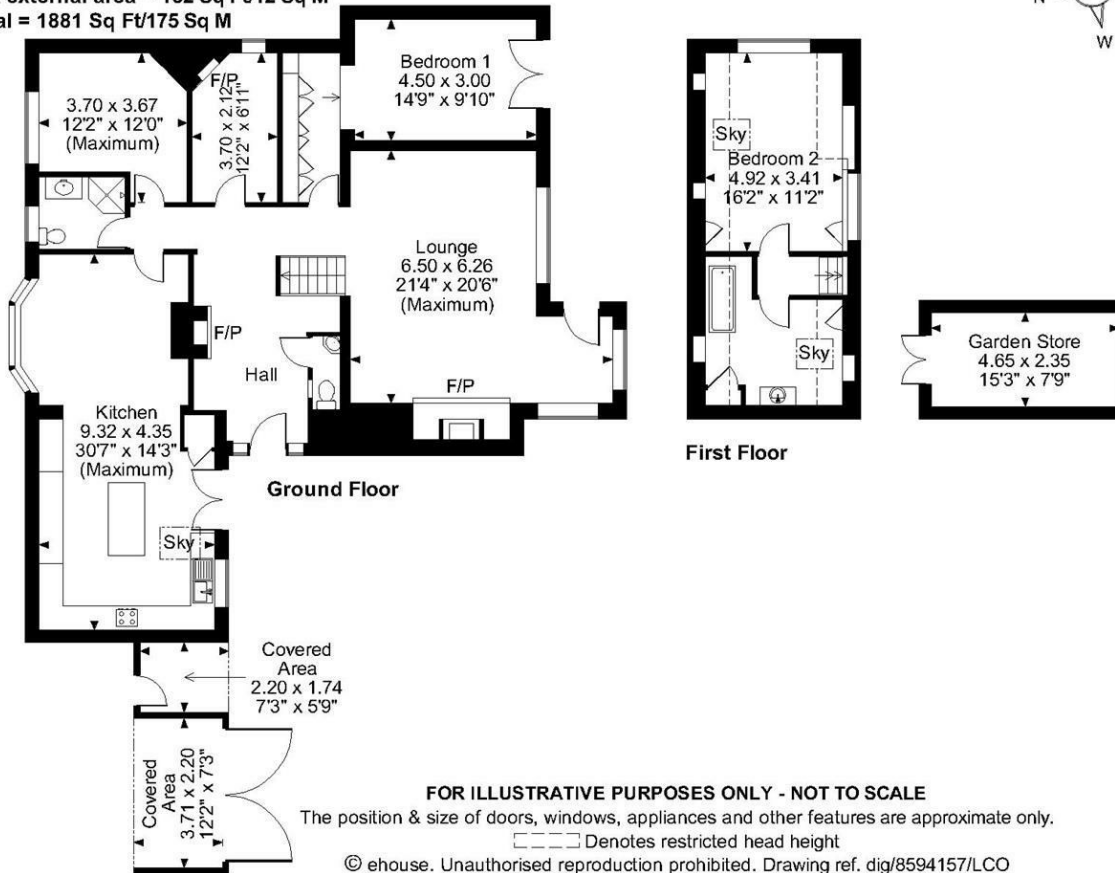 external area = 132 Sq Ft/12 Sq M
= 1881 Sq Ft/175 Sq M
N
W
3.70 x 3.67
12'2" x 12'0"
(Maximum)
F/P
3.70 x 2.12
12'2" x 6'11"
Bedroom 1
4.50 x 3.00
14'9" x 9'10"
Lounge
6.50 x 6.26
21'4" x 20'6"
(Maximum)
F/P
F/P
Hall
Kitchen
9.32 x 4.35
30'7" x 14'3"
(Maximum)
Sky
Ground Floor
Sky
Bedroom 2
4.92 x 3.41
16'2" x 11'2"
Sky
First Floor
Garden Store
4.65 x 2.35
15'3" x 7'9"
Covered
Area
2.20 x 1.74
7'3" x 5'9"
Covered
Area
3.71 x 2.20
12'2" x 7'3"
FOR ILLUSTRATIVE PURPOSES ONLY - NOT TO SCALE
The position & size of doors, windows, appliances and other features are approximate only.
Denotes restricted head height
© ehouse. Unauthorised reproduction prohibited. Drawing ref. dig/8594157/LCO